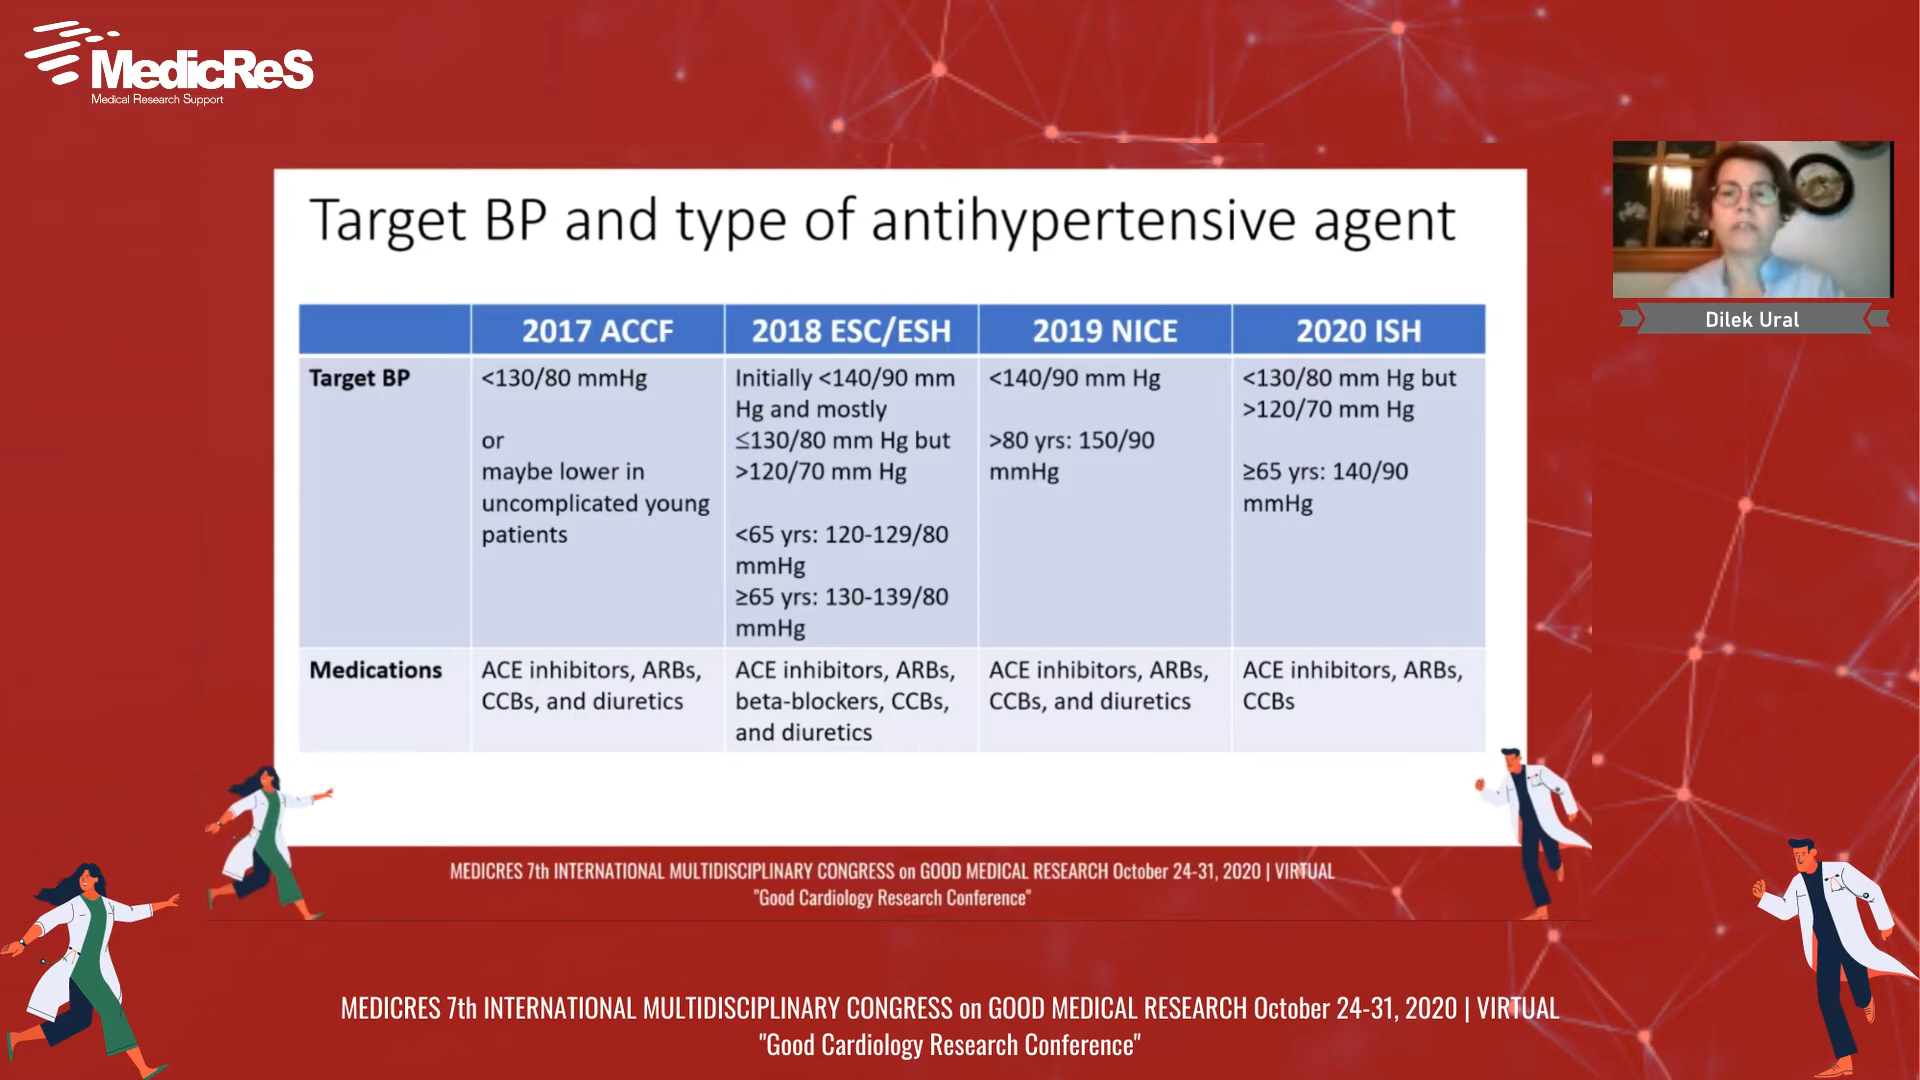 MedicReS
Medical Research Support
Target BP and type of antihypertensive agent
2017 ACCF
2018 ESC/ESH
2019 NICE
2020 ISH
Target BP
<130/80 mmHg
or
maybe lower in
uncomplicated young
patients
Initially <140/90 mm
Hg and mostly
≤130/80 mm Hg but
>120/70 mm Hg
<65 yrs: 120-129/80
mmHg
≥65 yrs: 130-139/80
mmHg
<140/90 mm Hg
>80 yrs: 150/90
mmHg
<130/80 mm Hg but
>120/70 mm Hg
≥65 yrs: 140/90
mmHg
Medications
ACE inhibitors, ARBs,
CCBs, and diuretics
ACE inhibitors, ARBs,
beta-blockers, CCBs,
and diuretics
ACE inhibitors, ARBs,
CCBs, and diuretics
ACE inhibitors, ARBs,
CCBs
Dilek Ural
MEDICRES 7th INTERNATIONAL MULTIDISCIPLINARY CONGRESS on GOOD MEDICAL RESEARCH October 24-31, 2020 | VIRTUAL
"Good Cardiology Research Conference"
MEDICRES 7th INTERNATIONAL MULTIDISCIPLINARY CONGRESS on GOOD MEDICAL RESEARCH October 24-31, 2020 | VIRTUAL
"Good Cardiology Research Conference"